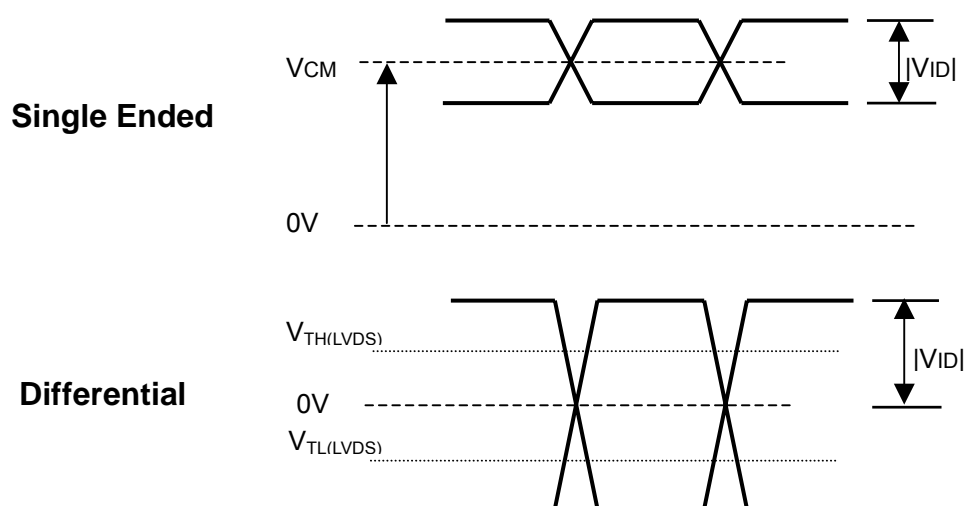 VCM
|VID|
Single Ended
0V
VTH(LVDS)
|VID|
Differential
0V
VTL(LVDS)